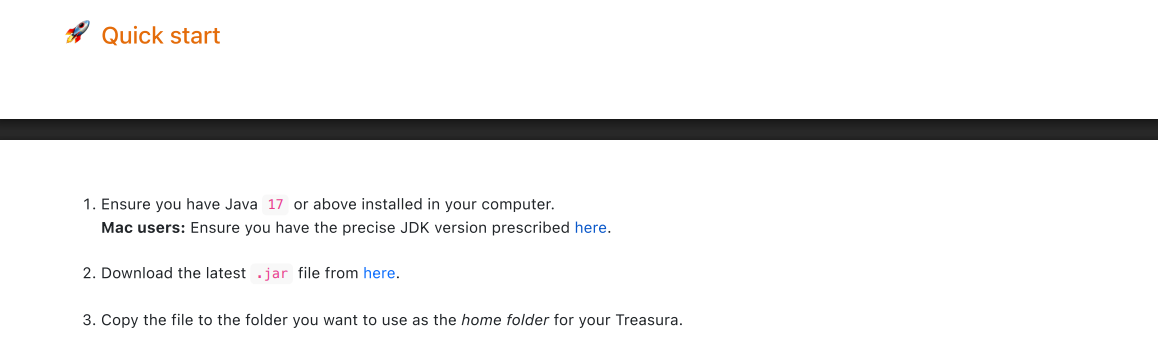 🚀 Quick start
1. Ensure you have Java 17 or above installed in your computer.
Mac users: Ensure you have the precise JDK version prescribed here.
2. Download the latest .jar file from here.
3. Copy the file to the folder you want to use as the home folder for your Treasura.